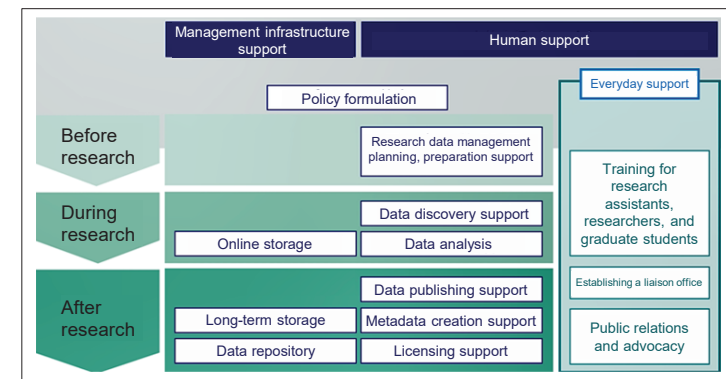 Management infrastructure
support
Human support
Everyday support
Policy formulation
Before
research
Research data management
planning, preparation support
Training for
research
assistants,
researchers, and
graduate students
During
research
Data discovery support
Online storage
Data analysis
Establishing a liaison office
After
research
Data publishing support
Long-term storage
Metadata creation support
Data repository
Licensing support
Public relations
and advocacy